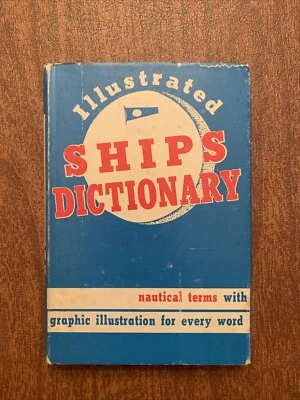 Illustrated
SHIPS
DICTIONARY
nautical terms with
graphic illustration for every word